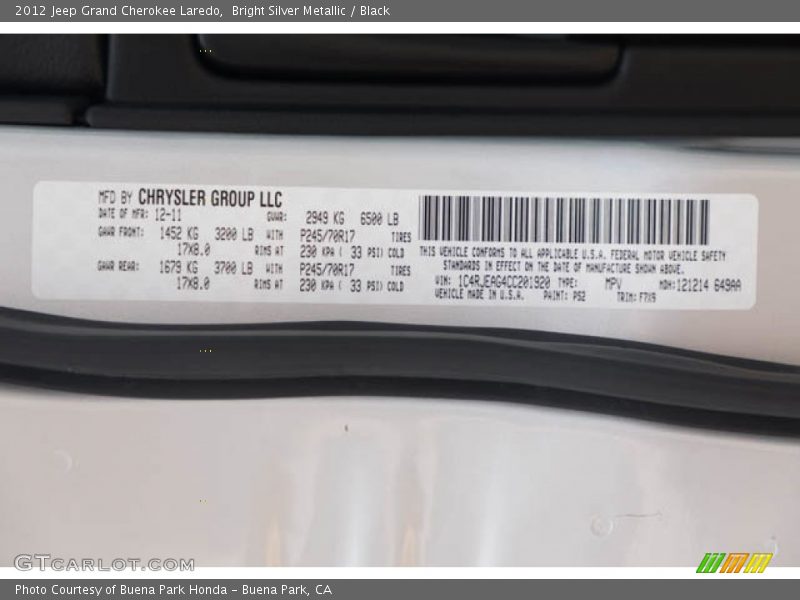 2012 Jeep Grand Cherokee Laredo, Bright Silver Metallic / Black
MFD BY CHRYSLER GROUP LLC
DATE OF MFR: 12-11 GVWR: 2949 KG 6500 LB
GAWR FRONT: 1452 KG 3200 LB WITH P245/70R17 TIRES
17X8.0 RIMS AT 230 KPA ( 33 PSI) COLD
GAWR REAR: 1679 KG 3700 LB WITH P245/70R17 TIRES
17X8.0 RIMS AT 230 KPA ( 33 PSI) COLD
THIS VEHICLE CONFORMS TO ALL APPLICABLE U.S.A. FEDERAL MOTOR VEHICLE SAFETY
STANDARDS IN EFFECT ON THE DATE OF MANUFACTURE SHOWN ABOVE.
VIN: 1C4RJEAG4CC201920 TYPE: MPV MDH:121214 649AA
VEHICLE MADE IN U.S.A. PAINT: PS2 TRIM: F7X9
GTCARLOT.COM
Photo Courtesy of Buena Park Honda - Buena Park, CA